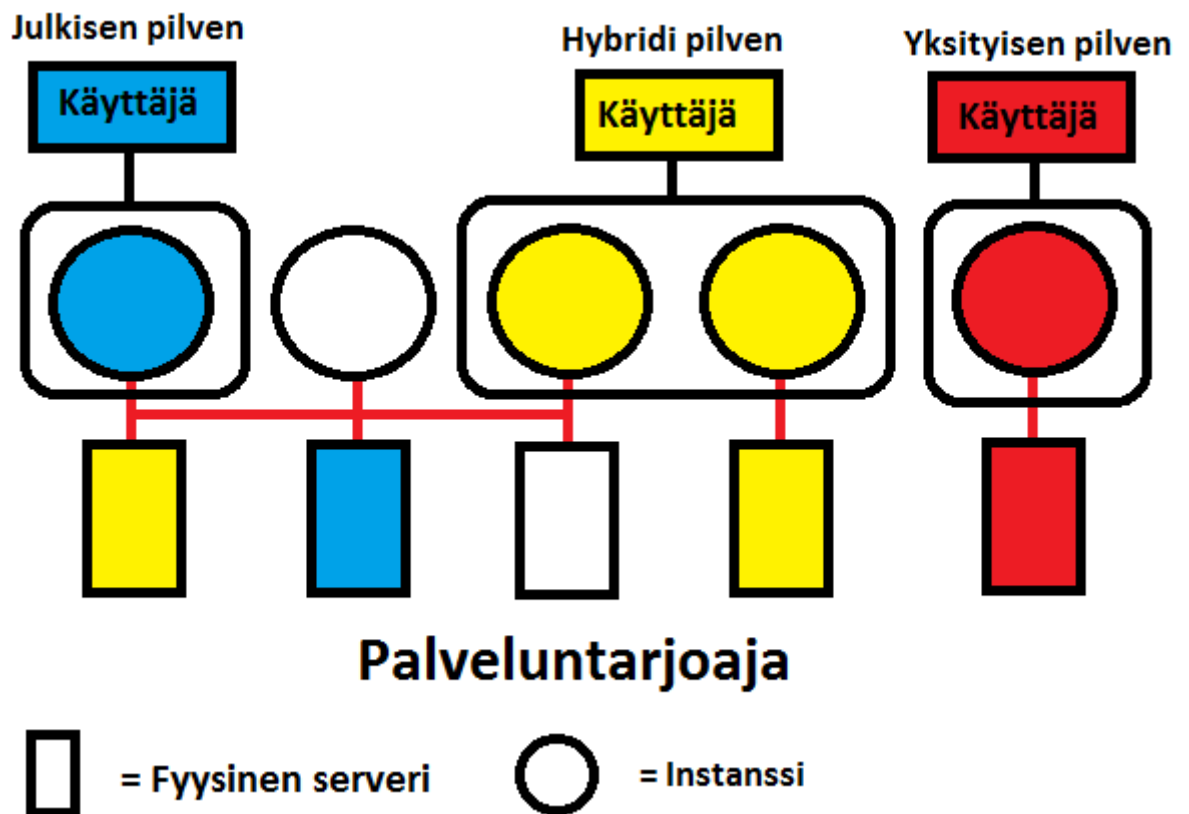 Julkisen pilven
Hybridi pilven
Yksityisen pilven
Käyttäjä
Käyttäjä
Käyttäjä
Palveluntarjoaja
= Fyysinen serveri
= Instanssi